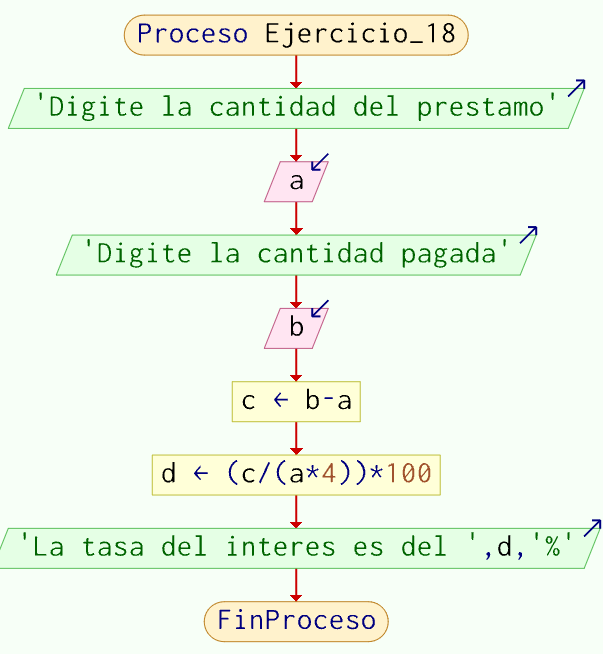 Proceso Ejercicio_18
'Digite la cantidad del prestamo'
a
'Digite la cantidad pagada'
b
c ← b-a
d ← (c/(a*4))*100
'La tasa del interes es del ',d,'%'
FinProceso